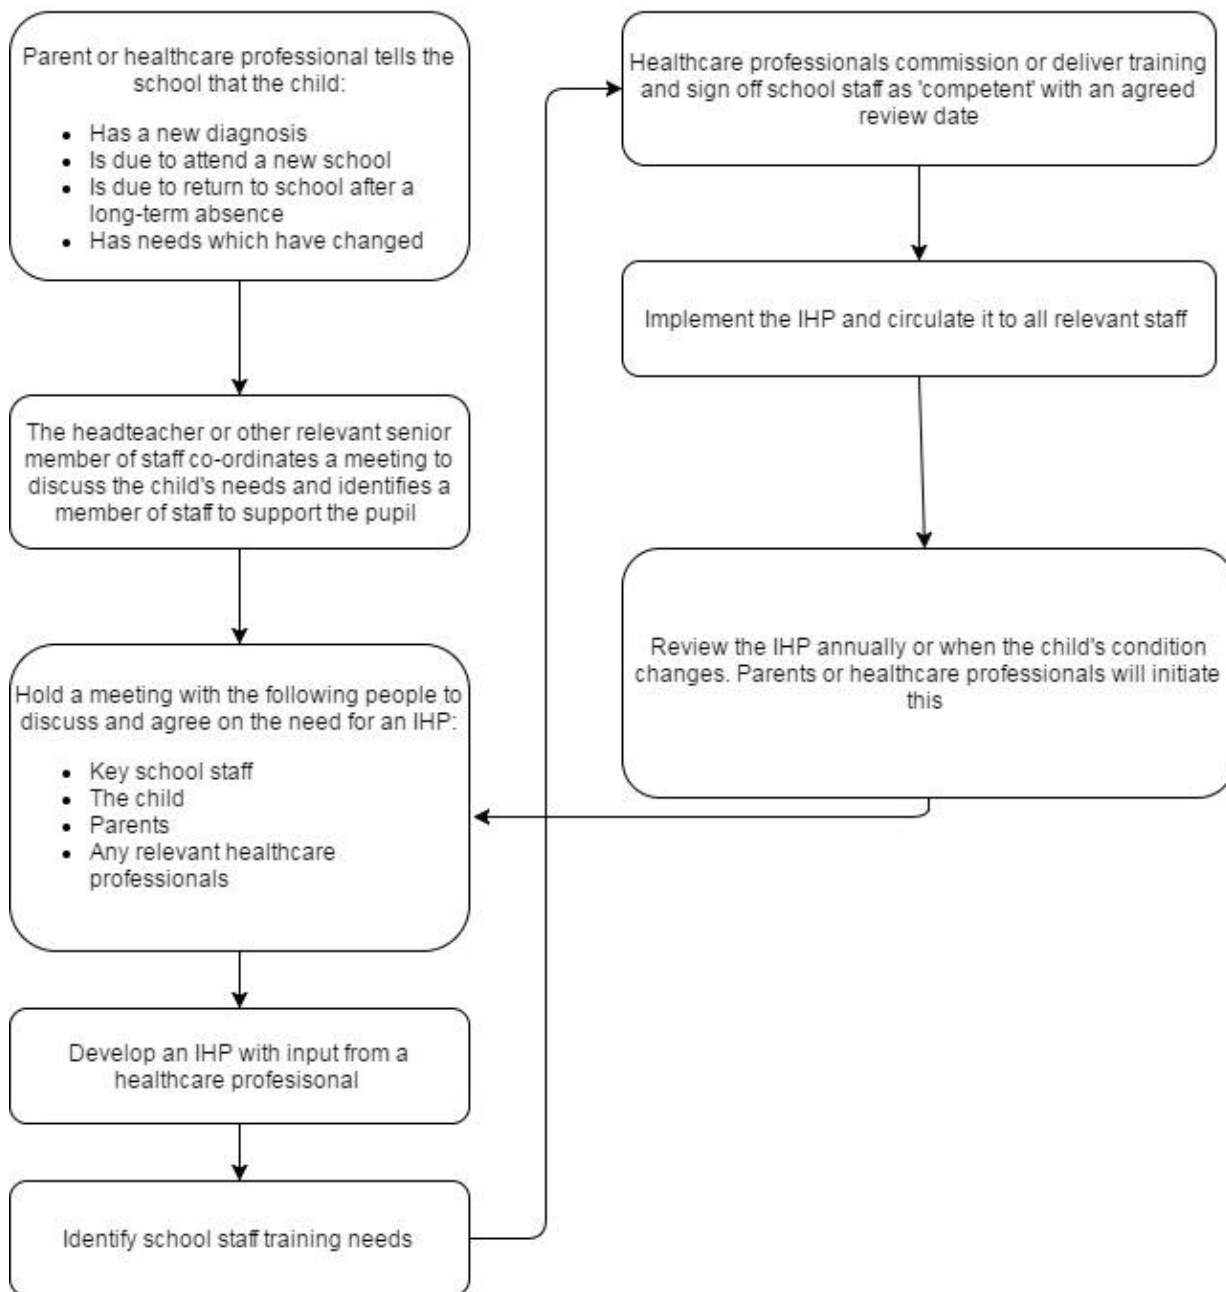 Parent or healthcare professional tells the
school that the child:
• Has a new diagnosis
• Is due to attend a new school
• Is due to return to school after a
long-term absence
• Has needs which have changed
The headteacher or other relevant senior
member of staff co-ordinates a meeting to
discuss the child's needs and identifies a
member of staff to support the pupil
Hold a meeting with the following people to
discuss and agree on the need for an IHP:
• Key school staff
• The child
• Parents
• Any relevant healthcare
professionals
Develop an IHP with input from a
healthcare profesisonal
Identify school staff training needs
Healthcare professionals commission or deliver training
and sign off school staff as 'competent' with an agreed
review date
Implement the IHP and circulate it to all relevant staff
Review the IHP annually or when the child's condition
changes. Parents or healthcare professionals will initiate
this